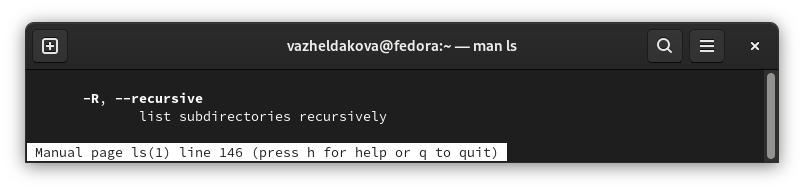 vazheldakova@fedora:~ — man ls
-R, --recursive
list subdirectories recursively
Manual page ls(1) line 146 (press h for help or q to quit)